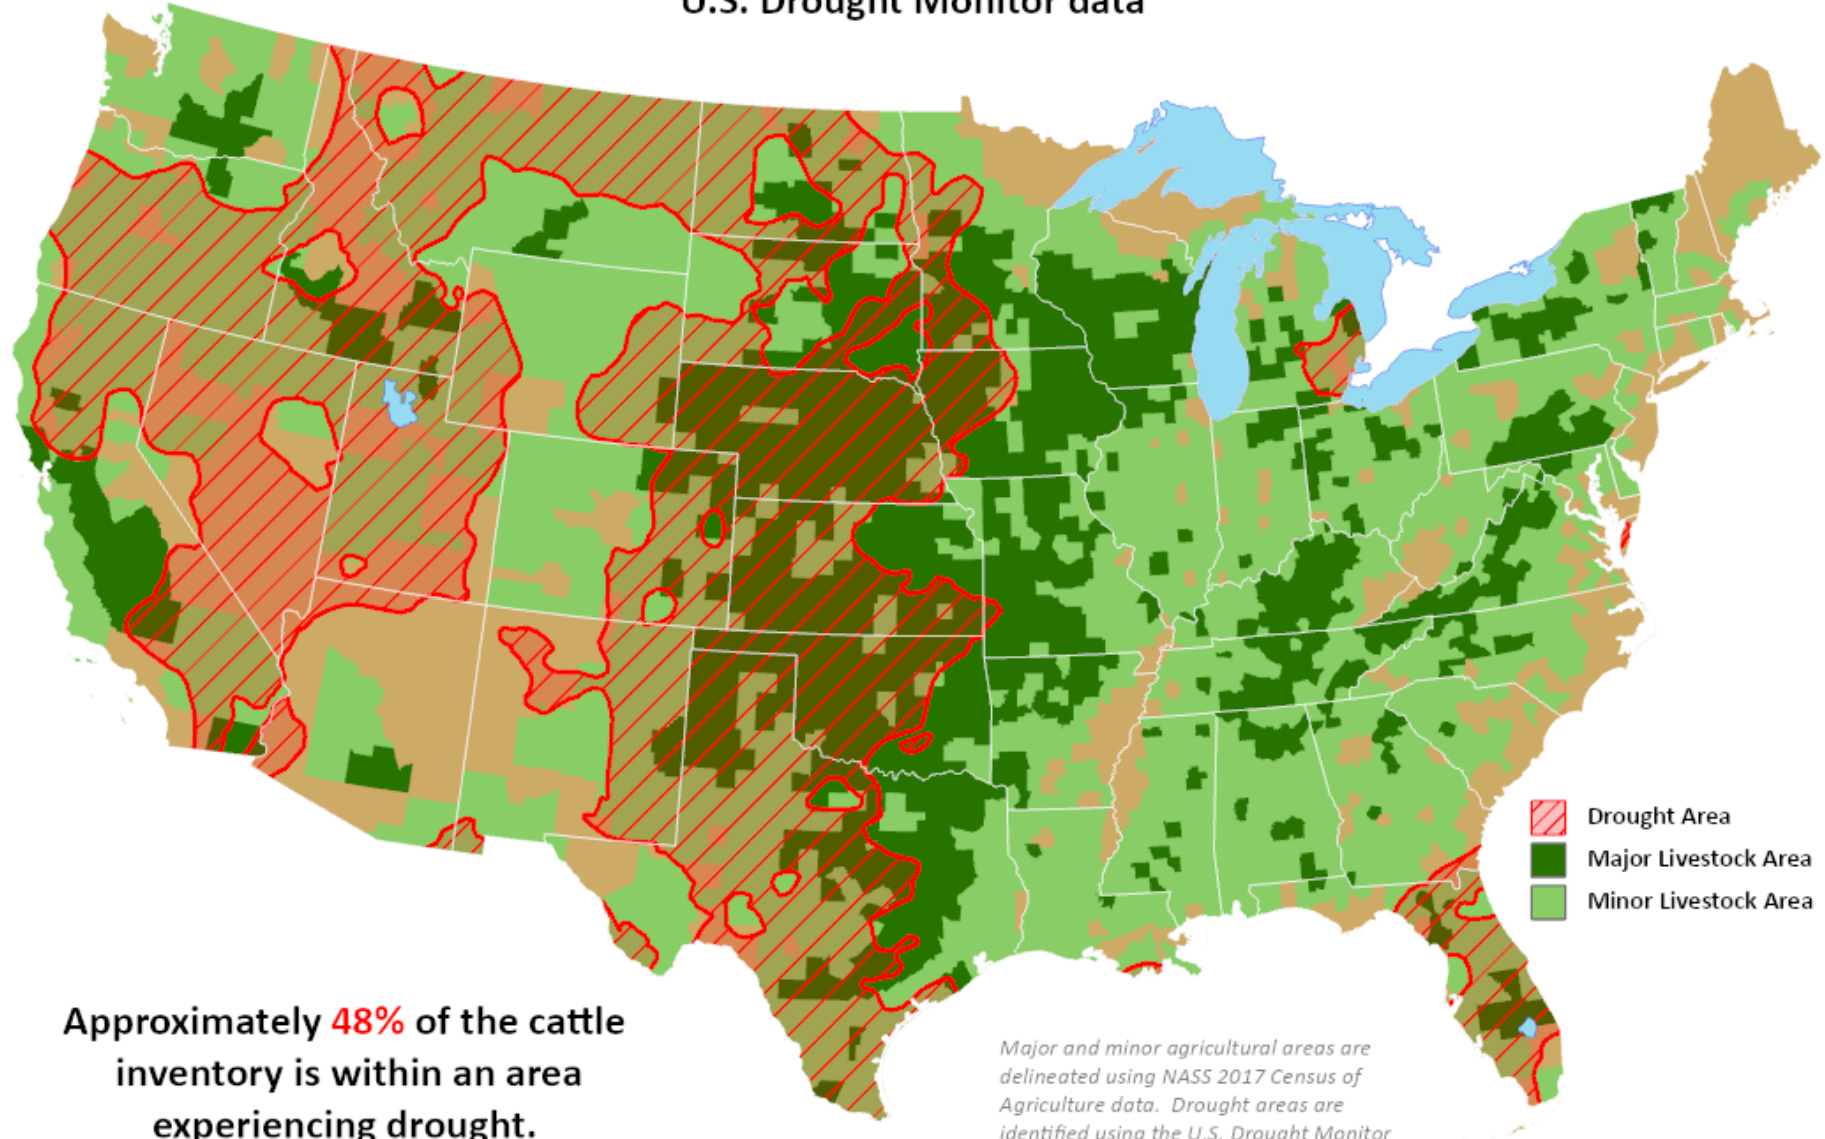 U.S. Drought Monitor data
Drought Area
Major Livestock Area
Minor Livestock Area
Approximately 48% of the cattle
inventory is within an area
experiencing drought.
Major and minor agricultural areas are
delineated using NASS 2017 Census of
Agriculture data. Drought areas are
identified using the U.S. Drought Monitor